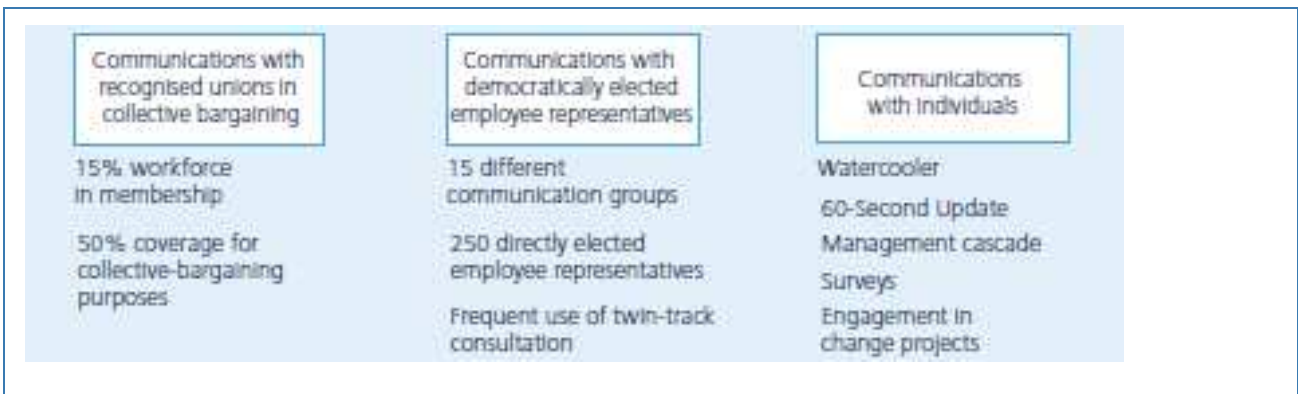 Communications with
recognised unions in
collective bargaining
15% workforce
in membership
50% coverage for
collective-bargaining
purposes
Communications with
democratically elected
employee representatives
15 different
communication groups
250 directly elected
employee representatives
Frequent use of twin-track
consultation
Communications
with individuals
Watercooler
60-Second Update
Management cascade
Surveys
Engagement in
change projects